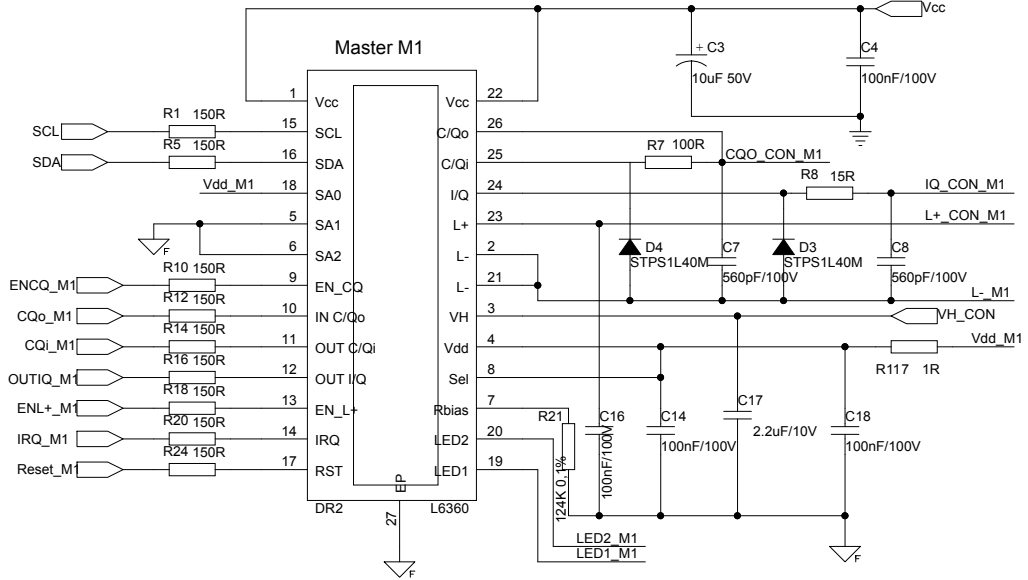 Vcc
Master M1
+ C3
10uF 50V
C4
100nF/100V
1 Vcc
Vcc 22
SCL R1 150R 15 SCL
C/Qo 26
SDA R5 150R 16 SDA
C/Qi 25 R7 100R CQO_CON_M1
Vdd_M1 18 SA0
I/Q 24 R8 15R IQ_CON_M1
5 SA1
L+ 23 L+_CON_M1
F
6 SA2
L- 2
D4
STPS1L40M
C7
560pF/100V
D3
STPS1L40M
C8
560pF/100V
ENCQ_M1 R10 150R 9 EN_CQ
L- 21 L-_M1
CQo_M1 R12 150R 10 IN C/Qo
VH 3 VH_CON
CQi_M1 R14 150R 11 OUT C/Qi
Vdd 4 Vdd_M1
R117 1R
OUTIQ_M1 R16 150R 12 OUT I/Q
Sel 8
ENL+_M1 R18 150R 13 EN_L+
Rbias 7
R21
124K 0,1%
C16
100nF/100V
C14
100nF/100V
C17
2.2uF/10V
C18
100nF/100V
IRQ_M1 R20 150R 14 IRQ
LED2 20
Reset_M1 R24 150R 17 RST
LED1 19
EP
27
DR2 L6360
LED2_M1
LED1_M1
F
F